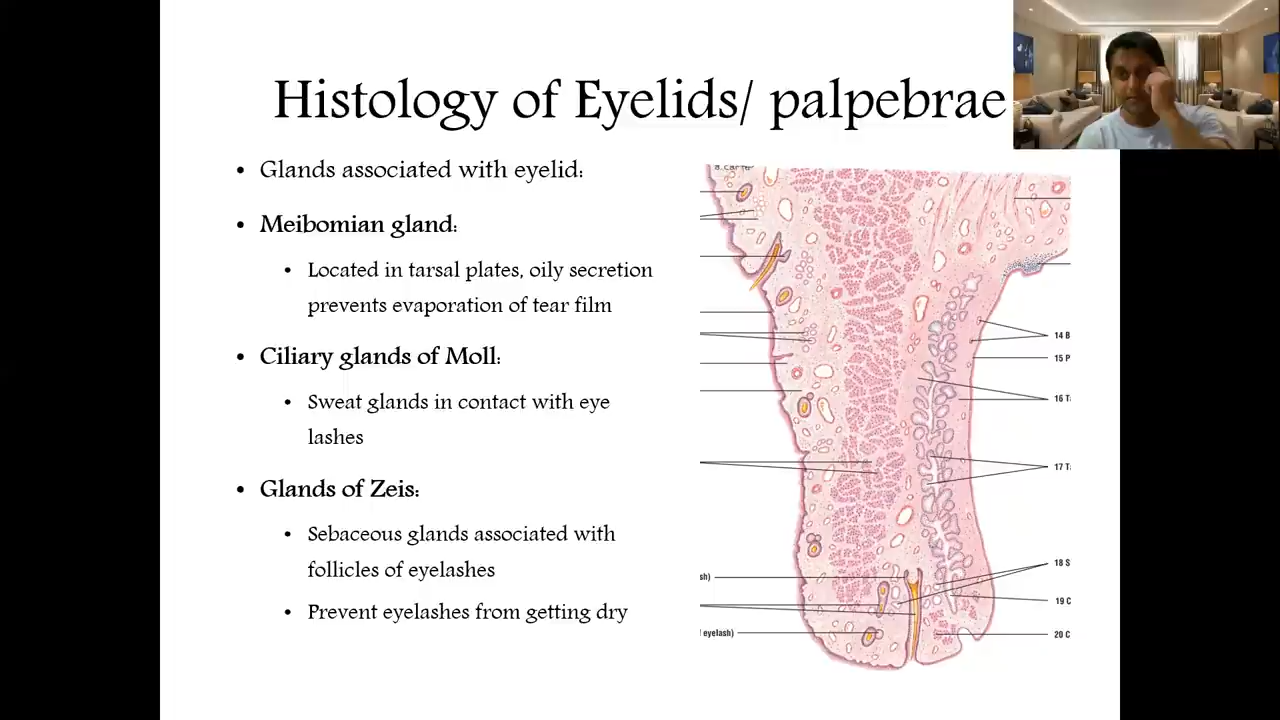 Histology of Eyelids/ palpebrae
• Glands associated with eyelid:
• Meibomian gland:
• Located in tarsal plates, oily secretion
prevents evaporation of tear film
• Ciliary glands of Moll:
• Sweat glands in contact with eye
lashes
• Glands of Zeis:
• Sebaceous glands associated with
follicles of eyelashes
• Prevent eyelashes from getting dry
14 B
15 P
16 T
17 T
18 S
sh)
19 C
eyelash)
20 C